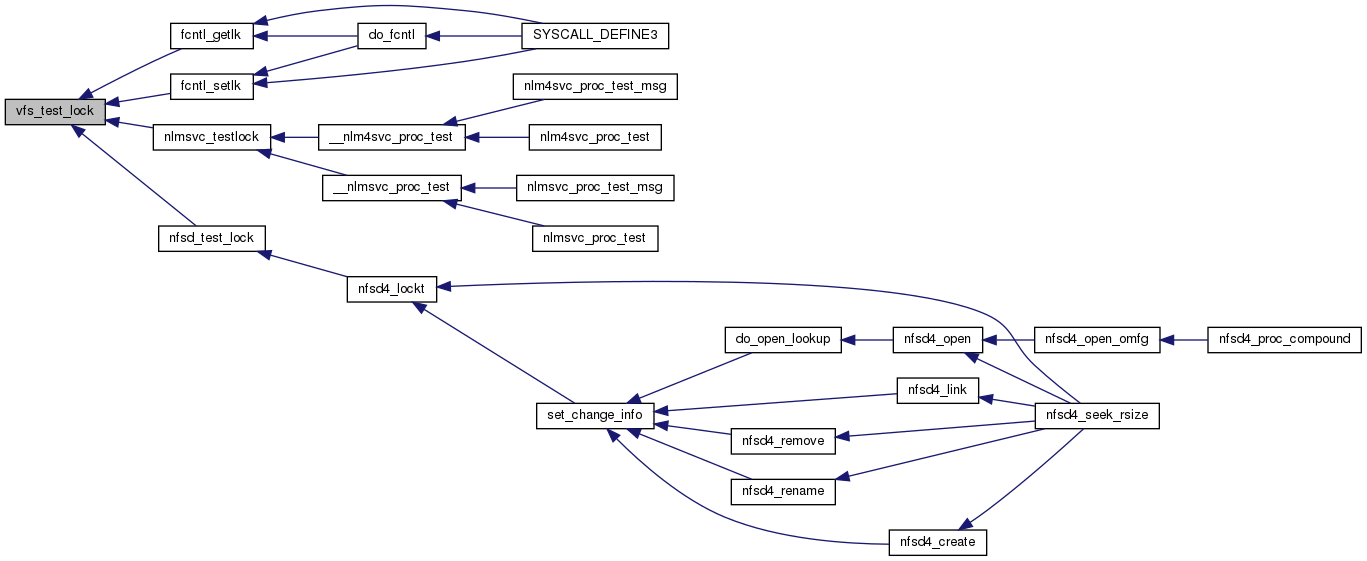 fcntl_getlk
do_fcntl
SYSCALL_DEFINE3
fcntl_setlk
nlm4svc_proc_test_msg
vfs_test_lock
nlmsvc_testlock
__nlm4svc_proc_test
nlm4svc_proc_test
__nlmsvc_proc_test
nlmsvc_proc_test_msg
nfsd_test_lock
nlmsvc_proc_test
nfsd4_lockt
do_open_lookup
nfsd4_open
nfsd4_open_omfg
nfsd4_proc_compound
nfsd4_link
set_change_info
nfsd4_seek_rsize
nfsd4_remove
nfsd4_rename
nfsd4_create